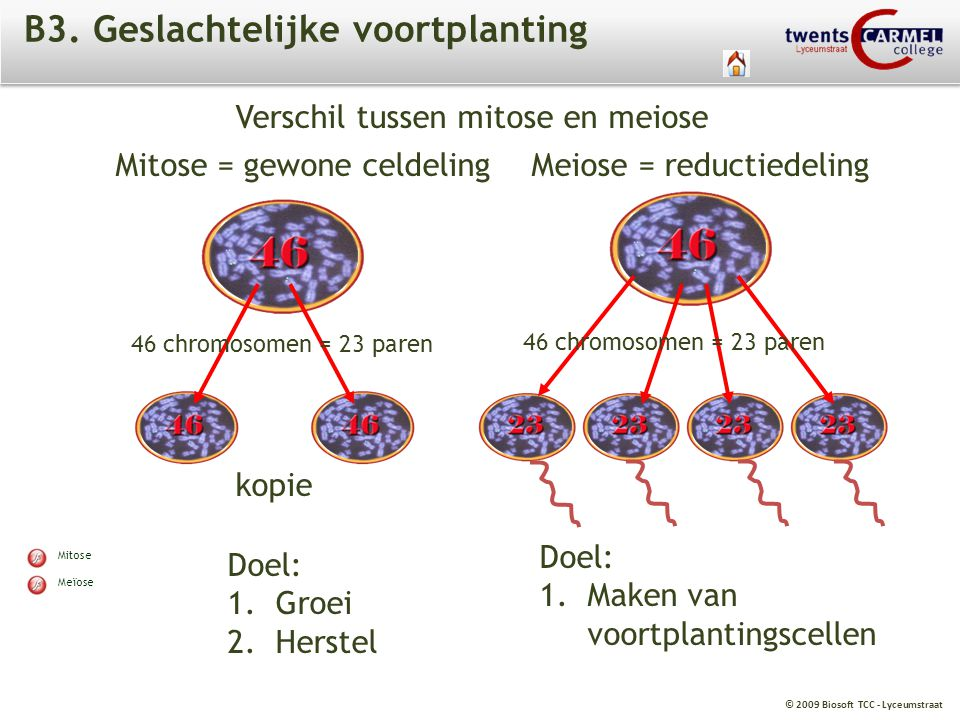 B3. Geslachtelijke voortplanting
twents CARMEL
Lyceumstraat college
Verschil tussen mitose en meiose
Mitose = gewone celdeling
46
46 chromosomen = 23 paren
46 46
kopie
Doel:
1. Groei
2. Herstel
Meiose = reductiedeling
46
46 chromosomen = 23 paren
23 23 23 23
Doel:
1. Maken van
voortplantingscellen
Mitose
Meïose
© 2009 Biosoft TCC - Lyceumstraat